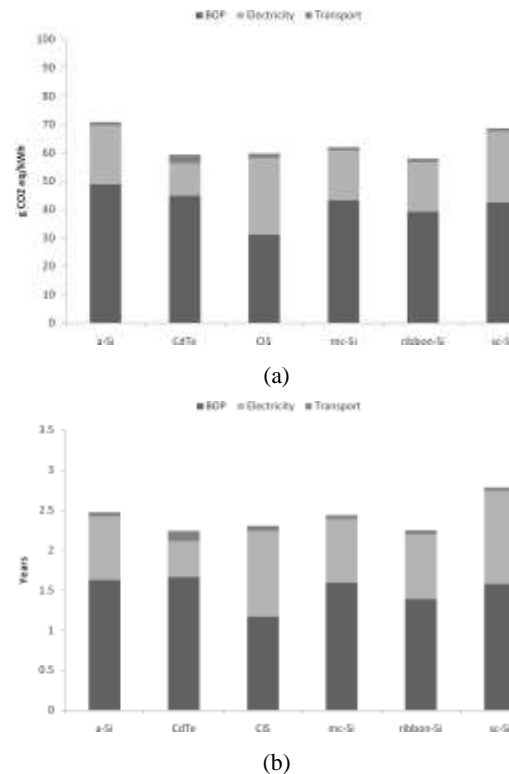 BOP Electricity Transport
100
90
80
70
60
50
40
30
20
10
0
g CO2 eq/kWh
a-Si CdTe CIS mc-Si ribbon-Si sc-S
(a)
BOP Electricity Transport
3.5
3
2.5
2
1.5
1
0.5
0
Years
a-Si CdTe CIS mc-Si ribbon-Si sc-S
(b)